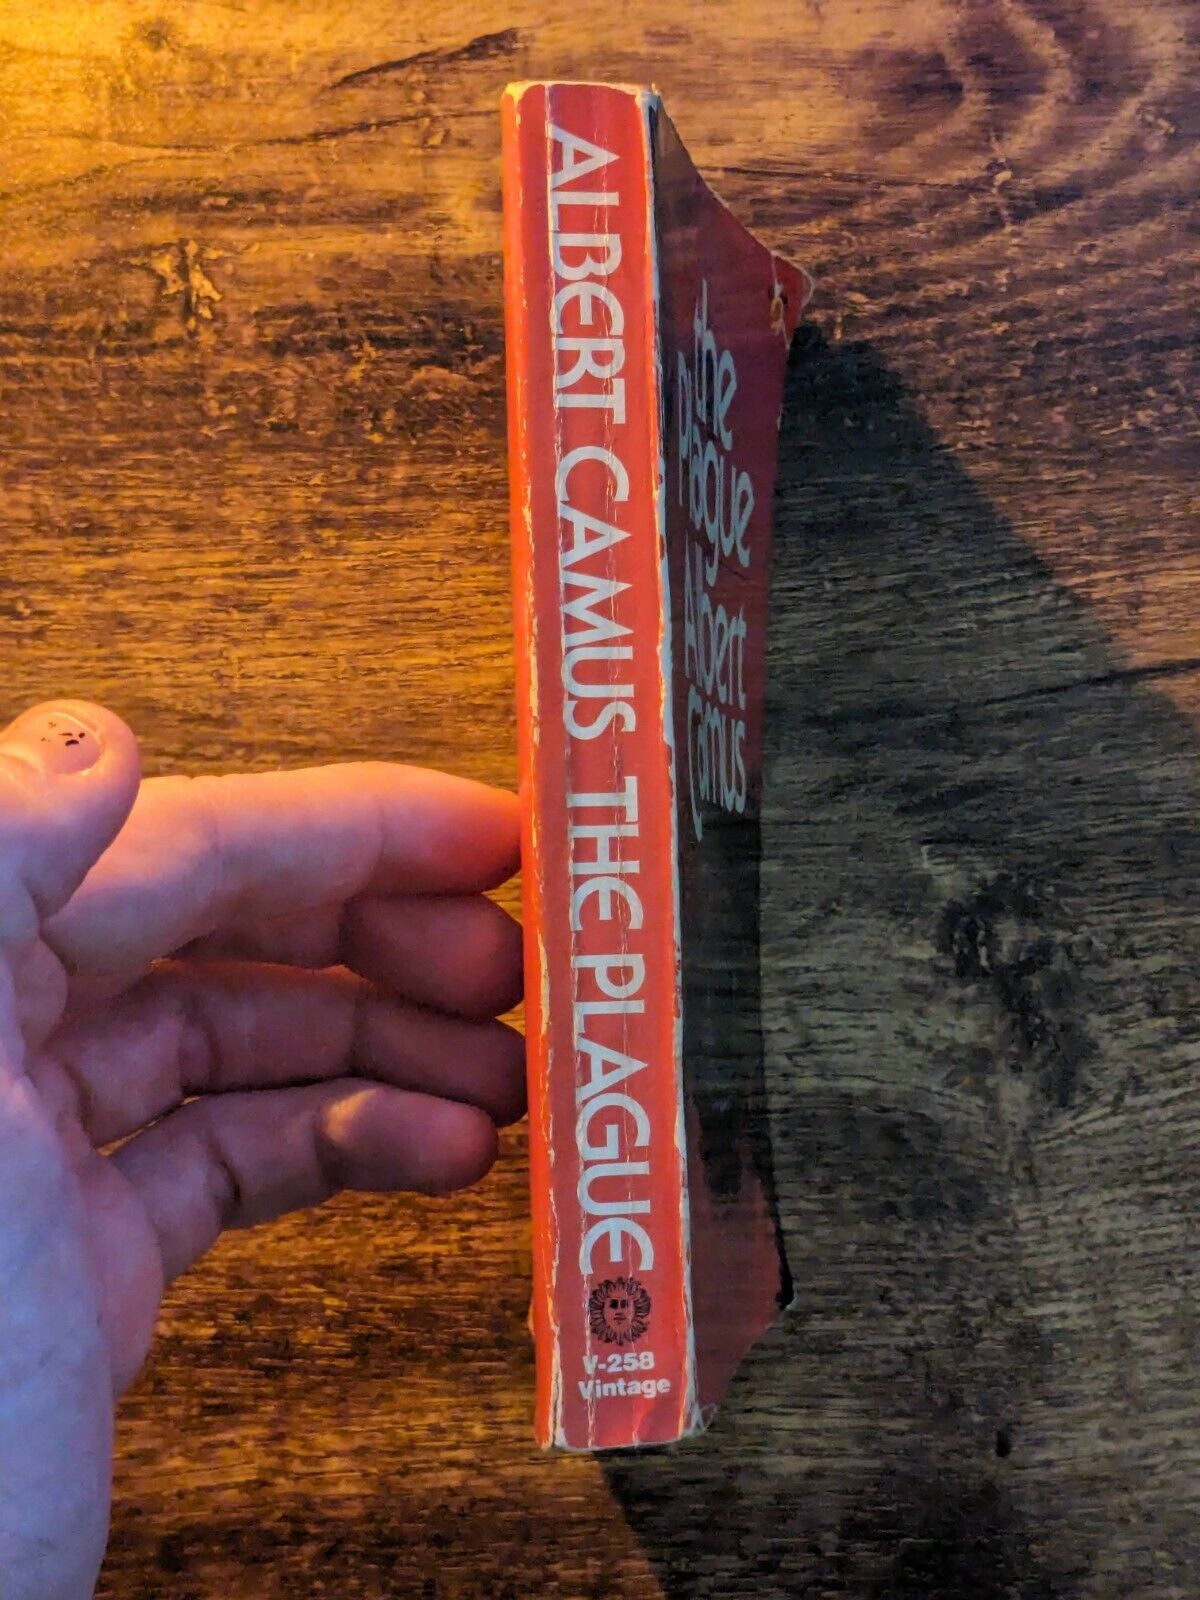 ALBERT CAMUS THE PLAGUE
V-258
Vintage
the
Plague
Albert
Camus